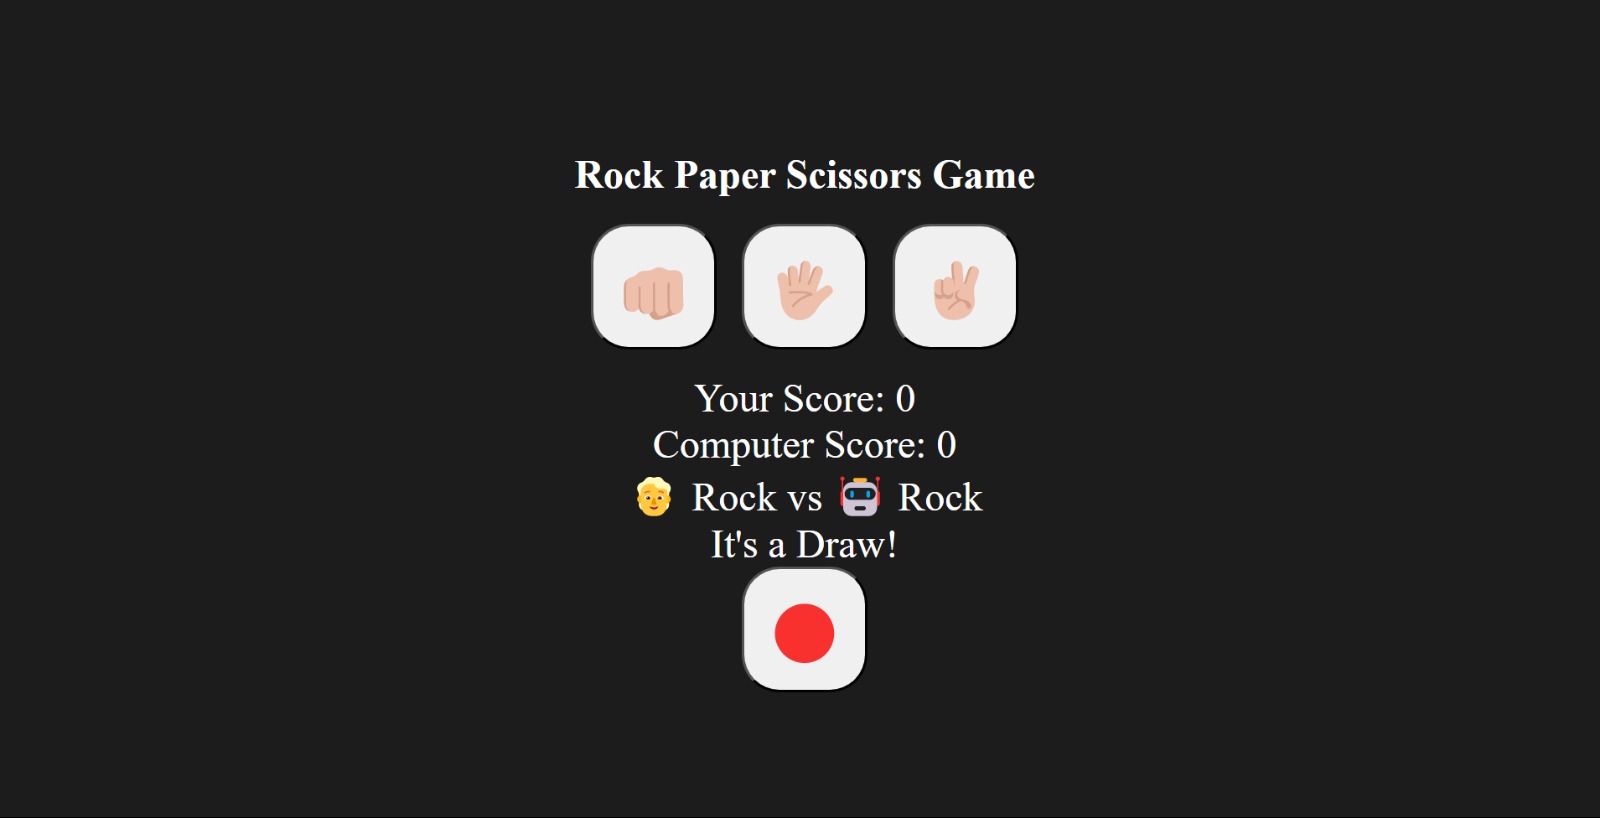 Rock Paper Scissors Game
Your Score: 0
Computer Score: 0
Rock vs Rock
It's a Draw!